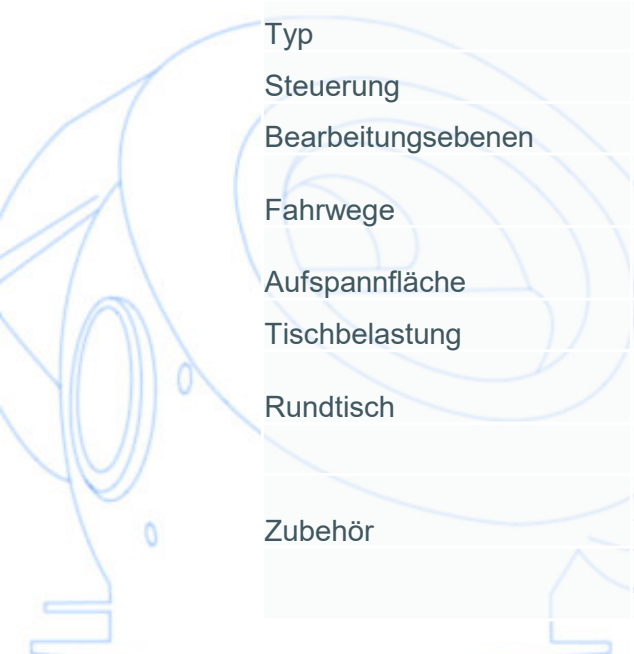 Typ
Steuerung
Bearbeitungsebenen
Fahrwege
Aufspannfläche
Tischbelastung
Rundtisch
Zubehör